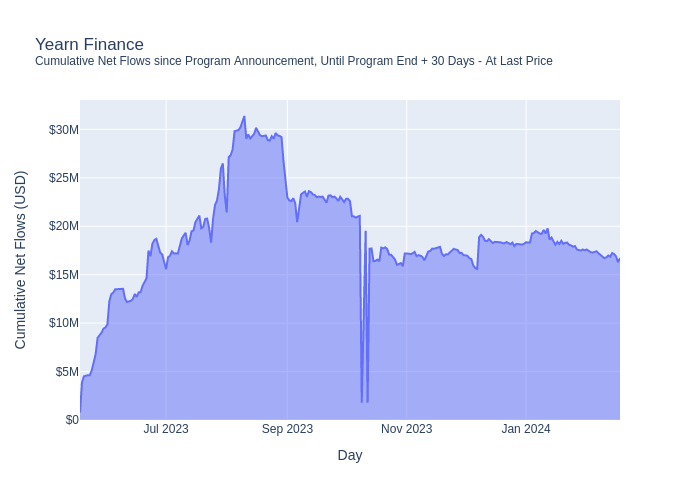 Yearn Finance
Cumulative Net Flows since Program Announcement, Until Program End + 30 Days - At Last Price
$30M
$25M
$20M
$15M
$10M
$5M
$0
Cumulative Net Flows (USD)
Jul 2023
Sep 2023
Nov 2023
Jan 2024
Day